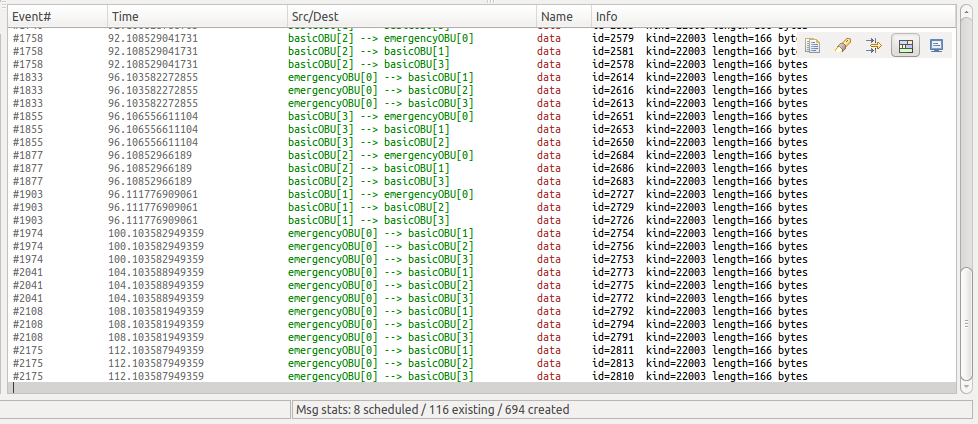 Event# Time Src/Dest Name Info
#1758 92.108529041731 basicOBU[2] --> emergencyOBU[0] data id=2579 kind=22003 length=166 bytes
#1758 92.108529041731 basicOBU[2] --> basicOBU[1] data id=2581 kind=22003 length=166 byt
#1758 92.108529041731 basicOBU[2] --> basicOBU[3] data id=2578 kind=22003 length=166 bytes
#1833 96.103582272855 emergencyOBU[0] --> basicOBU[1] data id=2614 kind=22003 length=166 bytes
#1833 96.103582272855 emergencyOBU[0] --> basicOBU[2] data id=2616 kind=22003 length=166 bytes
#1833 96.103582272855 emergencyOBU[0] --> basicOBU[3] data id=2613 kind=22003 length=166 bytes
#1855 96.106556611104 basicOBU[3] --> emergencyOBU[0] data id=2651 kind=22003 length=166 bytes
#1855 96.106556611104 basicOBU[3] --> basicOBU[1] data id=2653 kind=22003 length=166 bytes
#1855 96.106556611104 basicOBU[3] --> basicOBU[2] data id=2650 kind=22003 length=166 bytes
#1877 96.10852966189 basicOBU[2] --> emergencyOBU[0] data id=2684 kind=22003 length=166 bytes
#1877 96.10852966189 basicOBU[2] --> basicOBU[1] data id=2686 kind=22003 length=166 bytes
#1877 96.10852966189 basicOBU[2] --> basicOBU[3] data id=2683 kind=22003 length=166 bytes
#1903 96.111776909061 basicOBU[1] --> emergencyOBU[0] data id=2727 kind=22003 length=166 bytes
#1903 96.111776909061 basicOBU[1] --> basicOBU[2] data id=2729 kind=22003 length=166 bytes
#1903 96.111776909061 basicOBU[1] --> basicOBU[3] data id=2726 kind=22003 length=166 bytes
#1974 100.103582949359 emergencyOBU[0] --> basicOBU[1] data id=2754 kind=22003 length=166 bytes
#1974 100.103582949359 emergencyOBU[0] --> basicOBU[2] data id=2756 kind=22003 length=166 bytes
#1974 100.103582949359 emergencyOBU[0] --> basicOBU[3] data id=2753 kind=22003 length=166 bytes
#2041 104.103588949359 emergencyOBU[0] --> basicOBU[1] data id=2773 kind=22003 length=166 bytes
#2041 104.103588949359 emergencyOBU[0] --> basicOBU[2] data id=2775 kind=22003 length=166 bytes
#2041 104.103588949359 emergencyOBU[0] --> basicOBU[3] data id=2772 kind=22003 length=166 bytes
#2108 108.103581949359 emergencyOBU[0] --> basicOBU[1] data id=2792 kind=22003 length=166 bytes
#2108 108.103581949359 emergencyOBU[0] --> basicOBU[2] data id=2794 kind=22003 length=166 bytes
#2108 108.103581949359 emergencyOBU[0] --> basicOBU[3] data id=2791 kind=22003 length=166 bytes
#2175 112.103587949359 emergencyOBU[0] --> basicOBU[1] data id=2811 kind=22003 length=166 bytes
#2175 112.103587949359 emergencyOBU[0] --> basicOBU[2] data id=2813 kind=22003 length=166 bytes
#2175 112.103587949359 emergencyOBU[0] --> basicOBU[3] data id=2810 kind=22003 length=166 bytes
Msg stats: 8 scheduled / 116 existing / 694 created